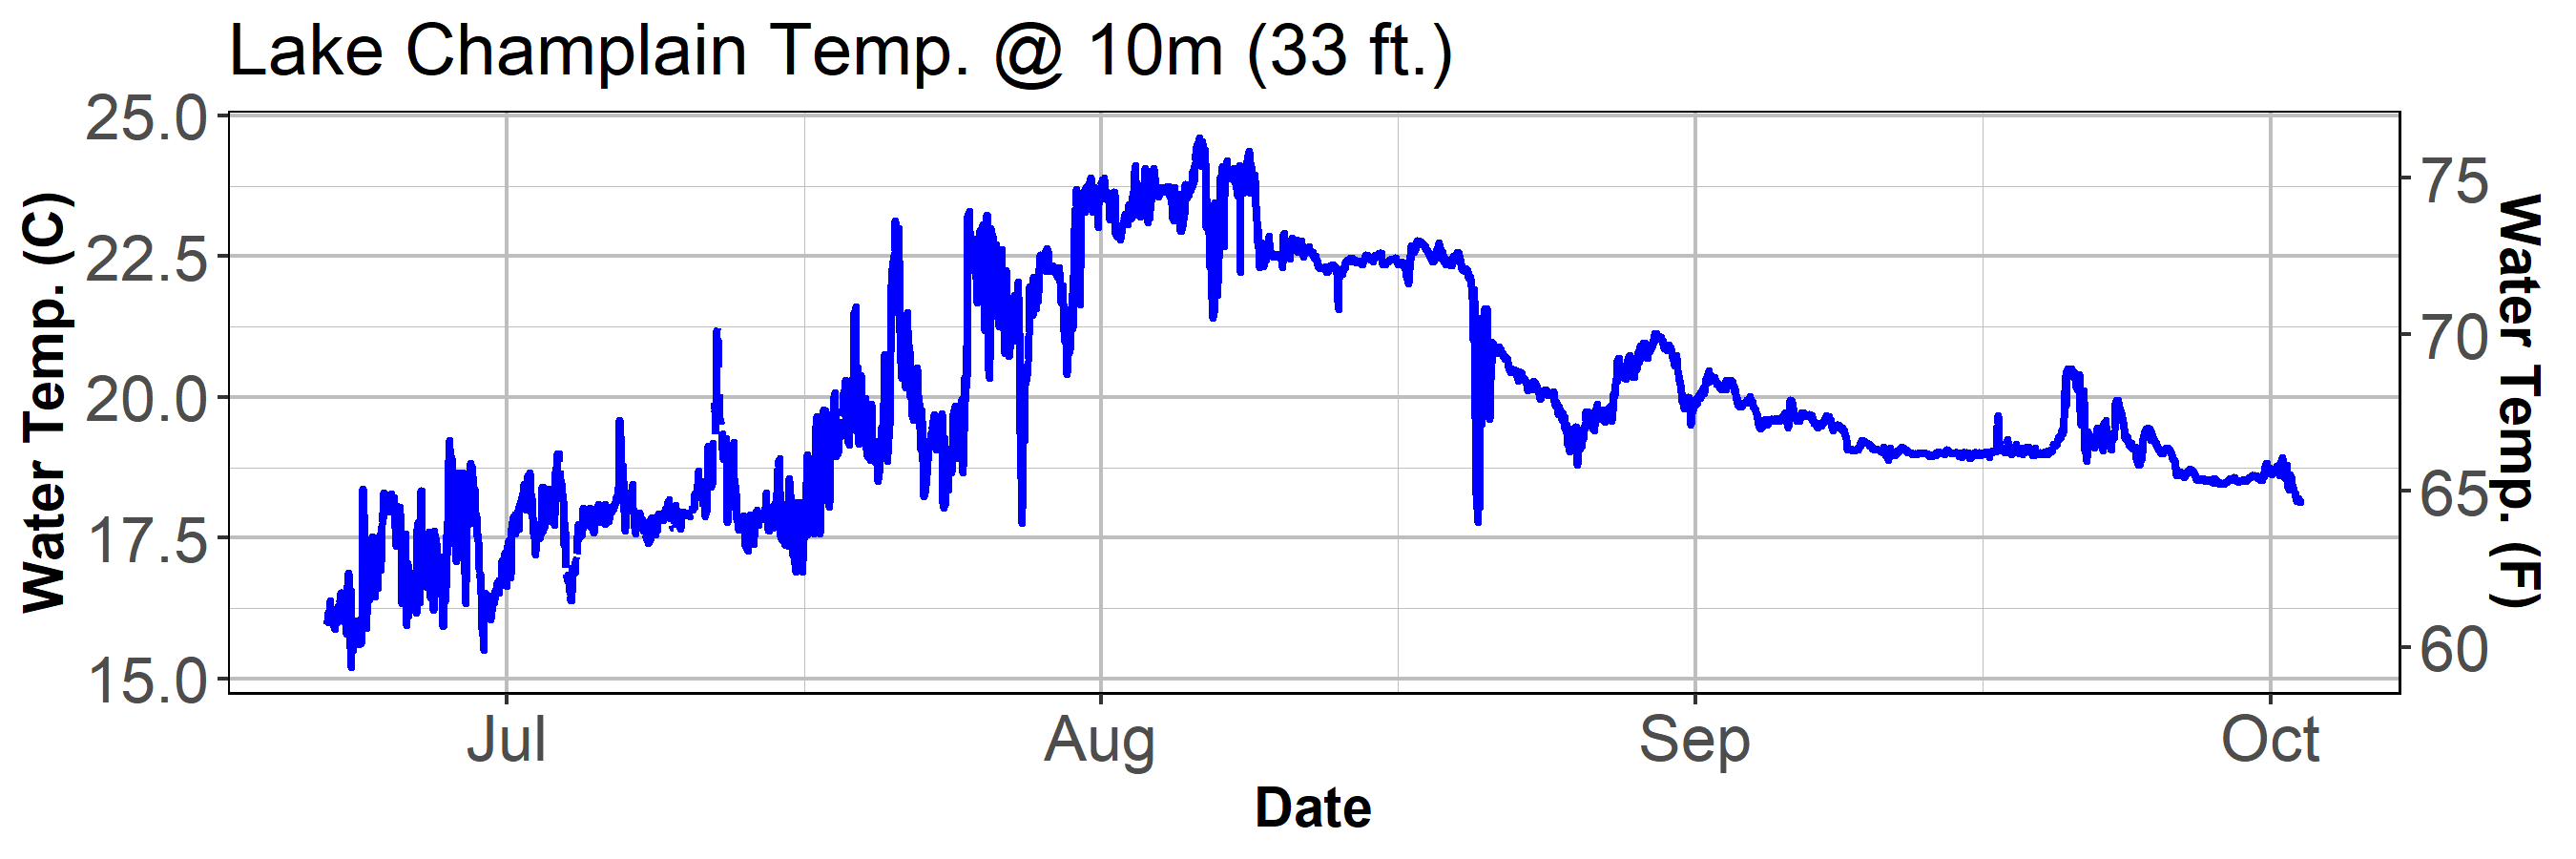 Lake Champlain Temp. @ 10m (33 ft.)
Water Temp. (C)
25.0
22.5
20.0
17.5
15.0
75
70
65
60
Water Temp. (F)
Jul Aug Sep Oct
Date